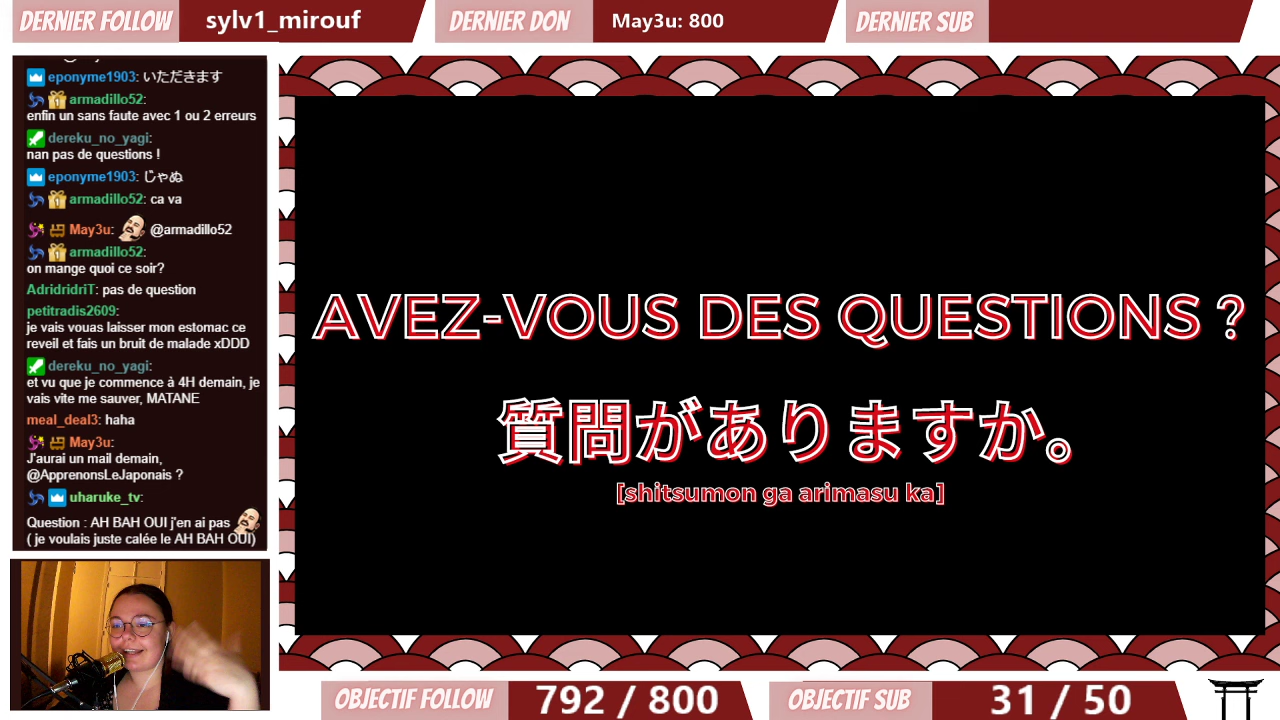 DERNIER FOLLOW
sylv1_mirouf
DERNIER DON
May3u: 800
DERNIER SUB
eponyme1903: いただきます
armadillo52:
enfin un sans faute avec 1 ou 2 erreurs
dereku_no_yagi:
nan pas de questions !
eponyme1903: じゃぬ
armadillo52: ca va
May3u: @armadillo52
armadillo52:
on mange quoi ce soir?
AdridridriT: pas de question
petitradis2609:
je vais vouas laisser mon estomac ce
reveil et fais un bruit de malade xDDD
dereku_no_yagi:
et vu que je commence à 4H demain, je
vais vite me sauver, MATANE
meal_deal3: haha
May3u:
J'aurai un mail demain,
@ApprenonsLeJaponais ?
uharuke_tv:
Question : AH BAH OUI j'en ai pas
( je voulais juste calée le AH BAH OUI)
AVEZ-VOUS DES QUESTIONS ?
質問がありますか。
[shitsumon ga arimasu ka]
OBJECTIF FOLLOW
792 / 800
OBJECTIF SUB
31 / 50